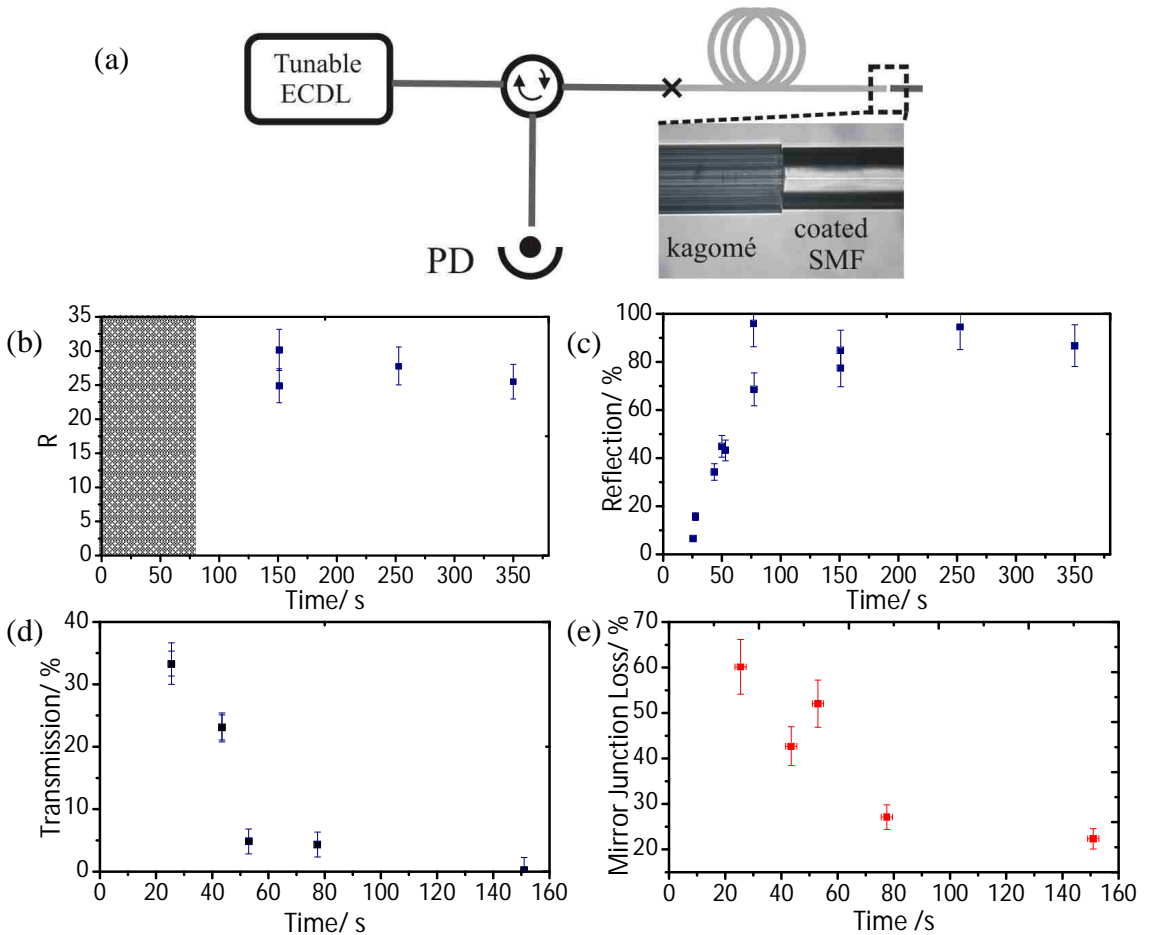 (a)
Tunable
ECDL
PD
kagomé
coated
SMF
(b)
R
35
30
25
20
15
10
5
0
0 50 100 150 200 250 300 350
Time/ s
(c)
Reflection/ %
100
80
60
40
20
0
0 50 100 150 200 250 300 350
Time/ s
(d)
Transmission/ %
40
30
20
10
0
0 20 40 60 80 100 120 140 160
Time/ s
(e)
Mirror Junction Loss/ %
70
60
50
40
30
20
0 20 40 60 80 100 120 140 160
Time /s